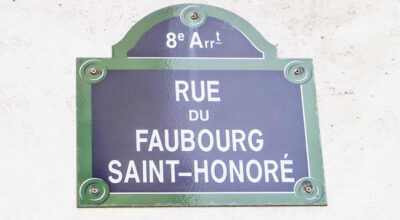 8e Arrt
RUE
DU
FAUBOURG
SAINT-HONORÉ